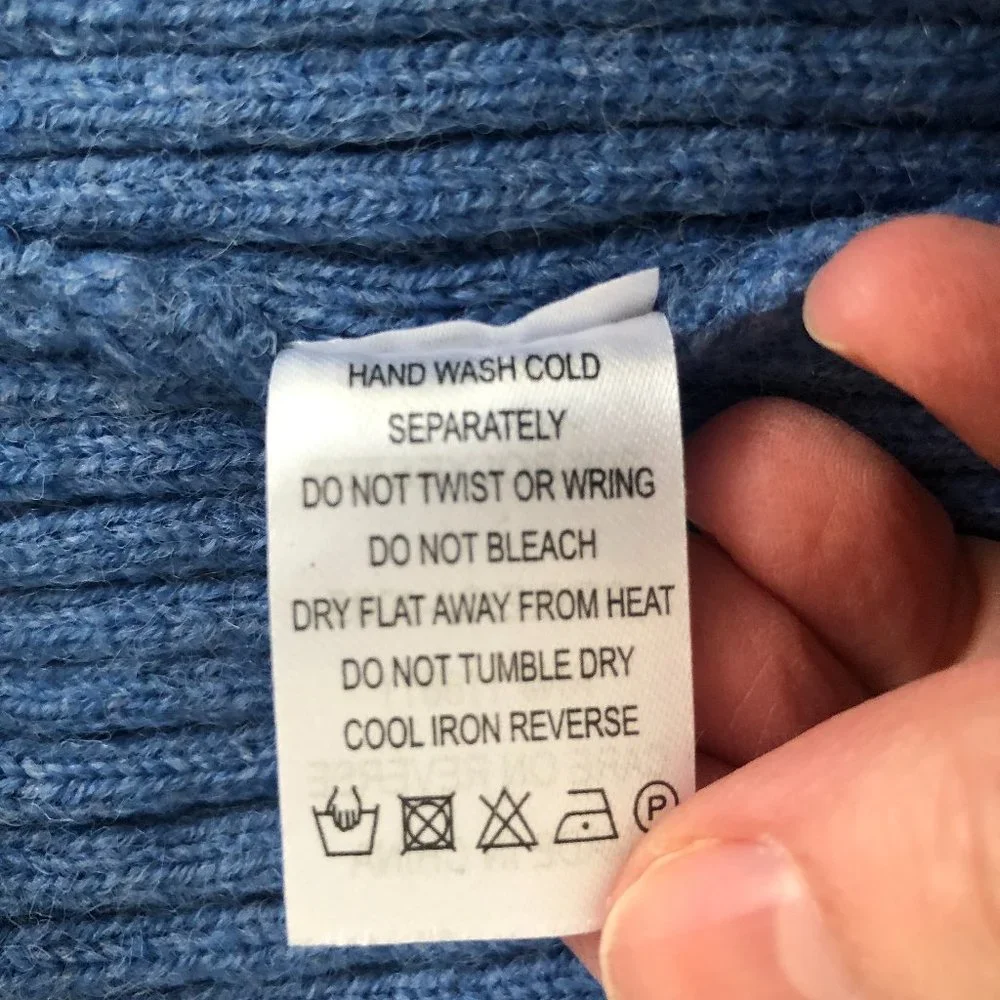 HAND WASH COLD
SEPARATELY
DO NOT TWIST OR WRING
DO NOT BLEACH
DRY FLAT AWAY FROM HEAT
DO NOT TUMBLE DRY
COOL IRON REVERSE
P